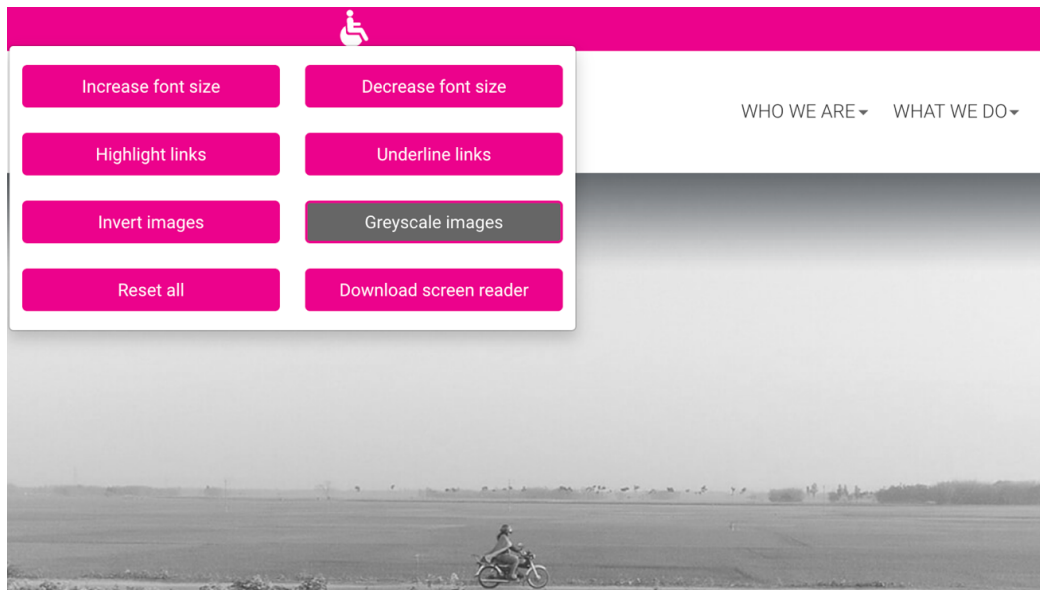 Increase font size
Decrease font size
WHO WE ARE
WHAT WE DO
Highlight links
Underline links
Invert images
Greyscale images
Reset all
Download screen reader